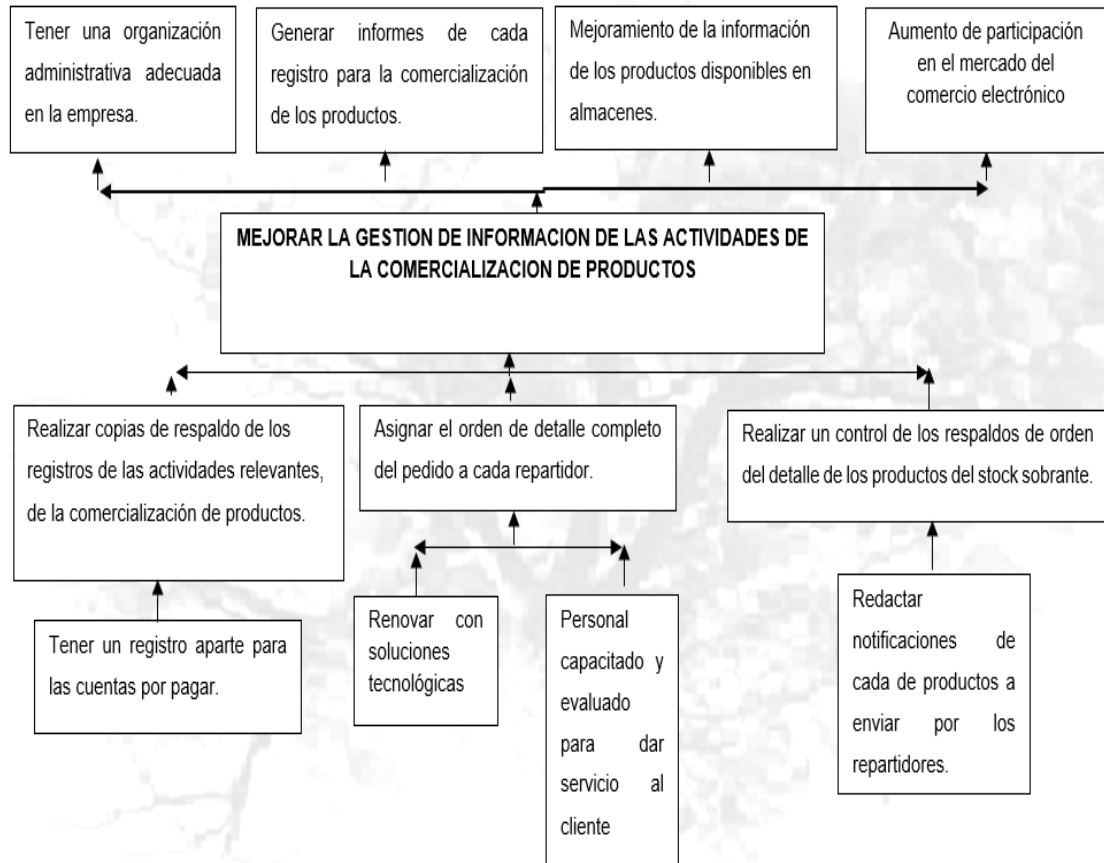 Tener una organización
administrativa adecuada
en la empresa.
Generar informes de cada
registro para la comercialización
de los productos.
Mejoramiento de la información
de los productos disponibles en
almacenes.
Aumento de participación
en el mercado del
comercio electrónico
MEJORAR LA GESTION DE INFORMACION DE LAS ACTIVIDADES DE
LA COMERCIALIZACION DE PRODUCTOS
Realizar copias de respaldo de los
registros de las actividades relevantes,
de la comercialización de productos.
Asignar el orden de detalle completo
del pedido a cada repartidor.
Realizar un control de los respaldos de orden
del detalle de los productos del stock sobrante.
Tener un registro aparte para
las cuentas por pagar.
Renovar con
soluciones
tecnológicas
Personal
capacitado y
evaluado
para dar
servicio al
cliente
Redactar
notificaciones de
cada de productos a
enviar por los
repartidores.